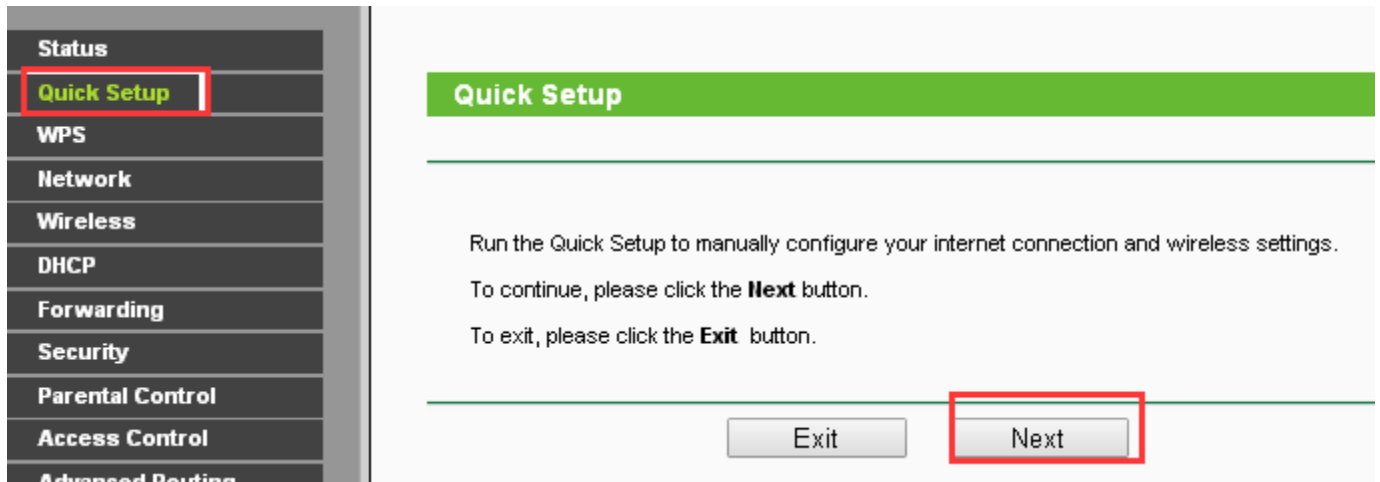 Status
Quick Setup
WPS
Network
Wireless
DHCP
Forwarding
Security
Parental Control
Access Control
Advanced Routing
Quick Setup
Run the Quick Setup to manually configure your internet connection and wireless settings.
To continue, please click the Next button.
To exit, please click the Exit button.
Exit
Next